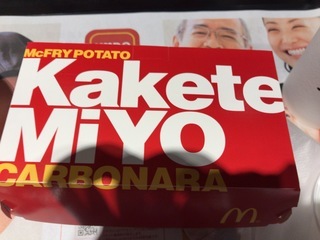 McFRY POTATO
Kakete
MiYO
CARBONARA